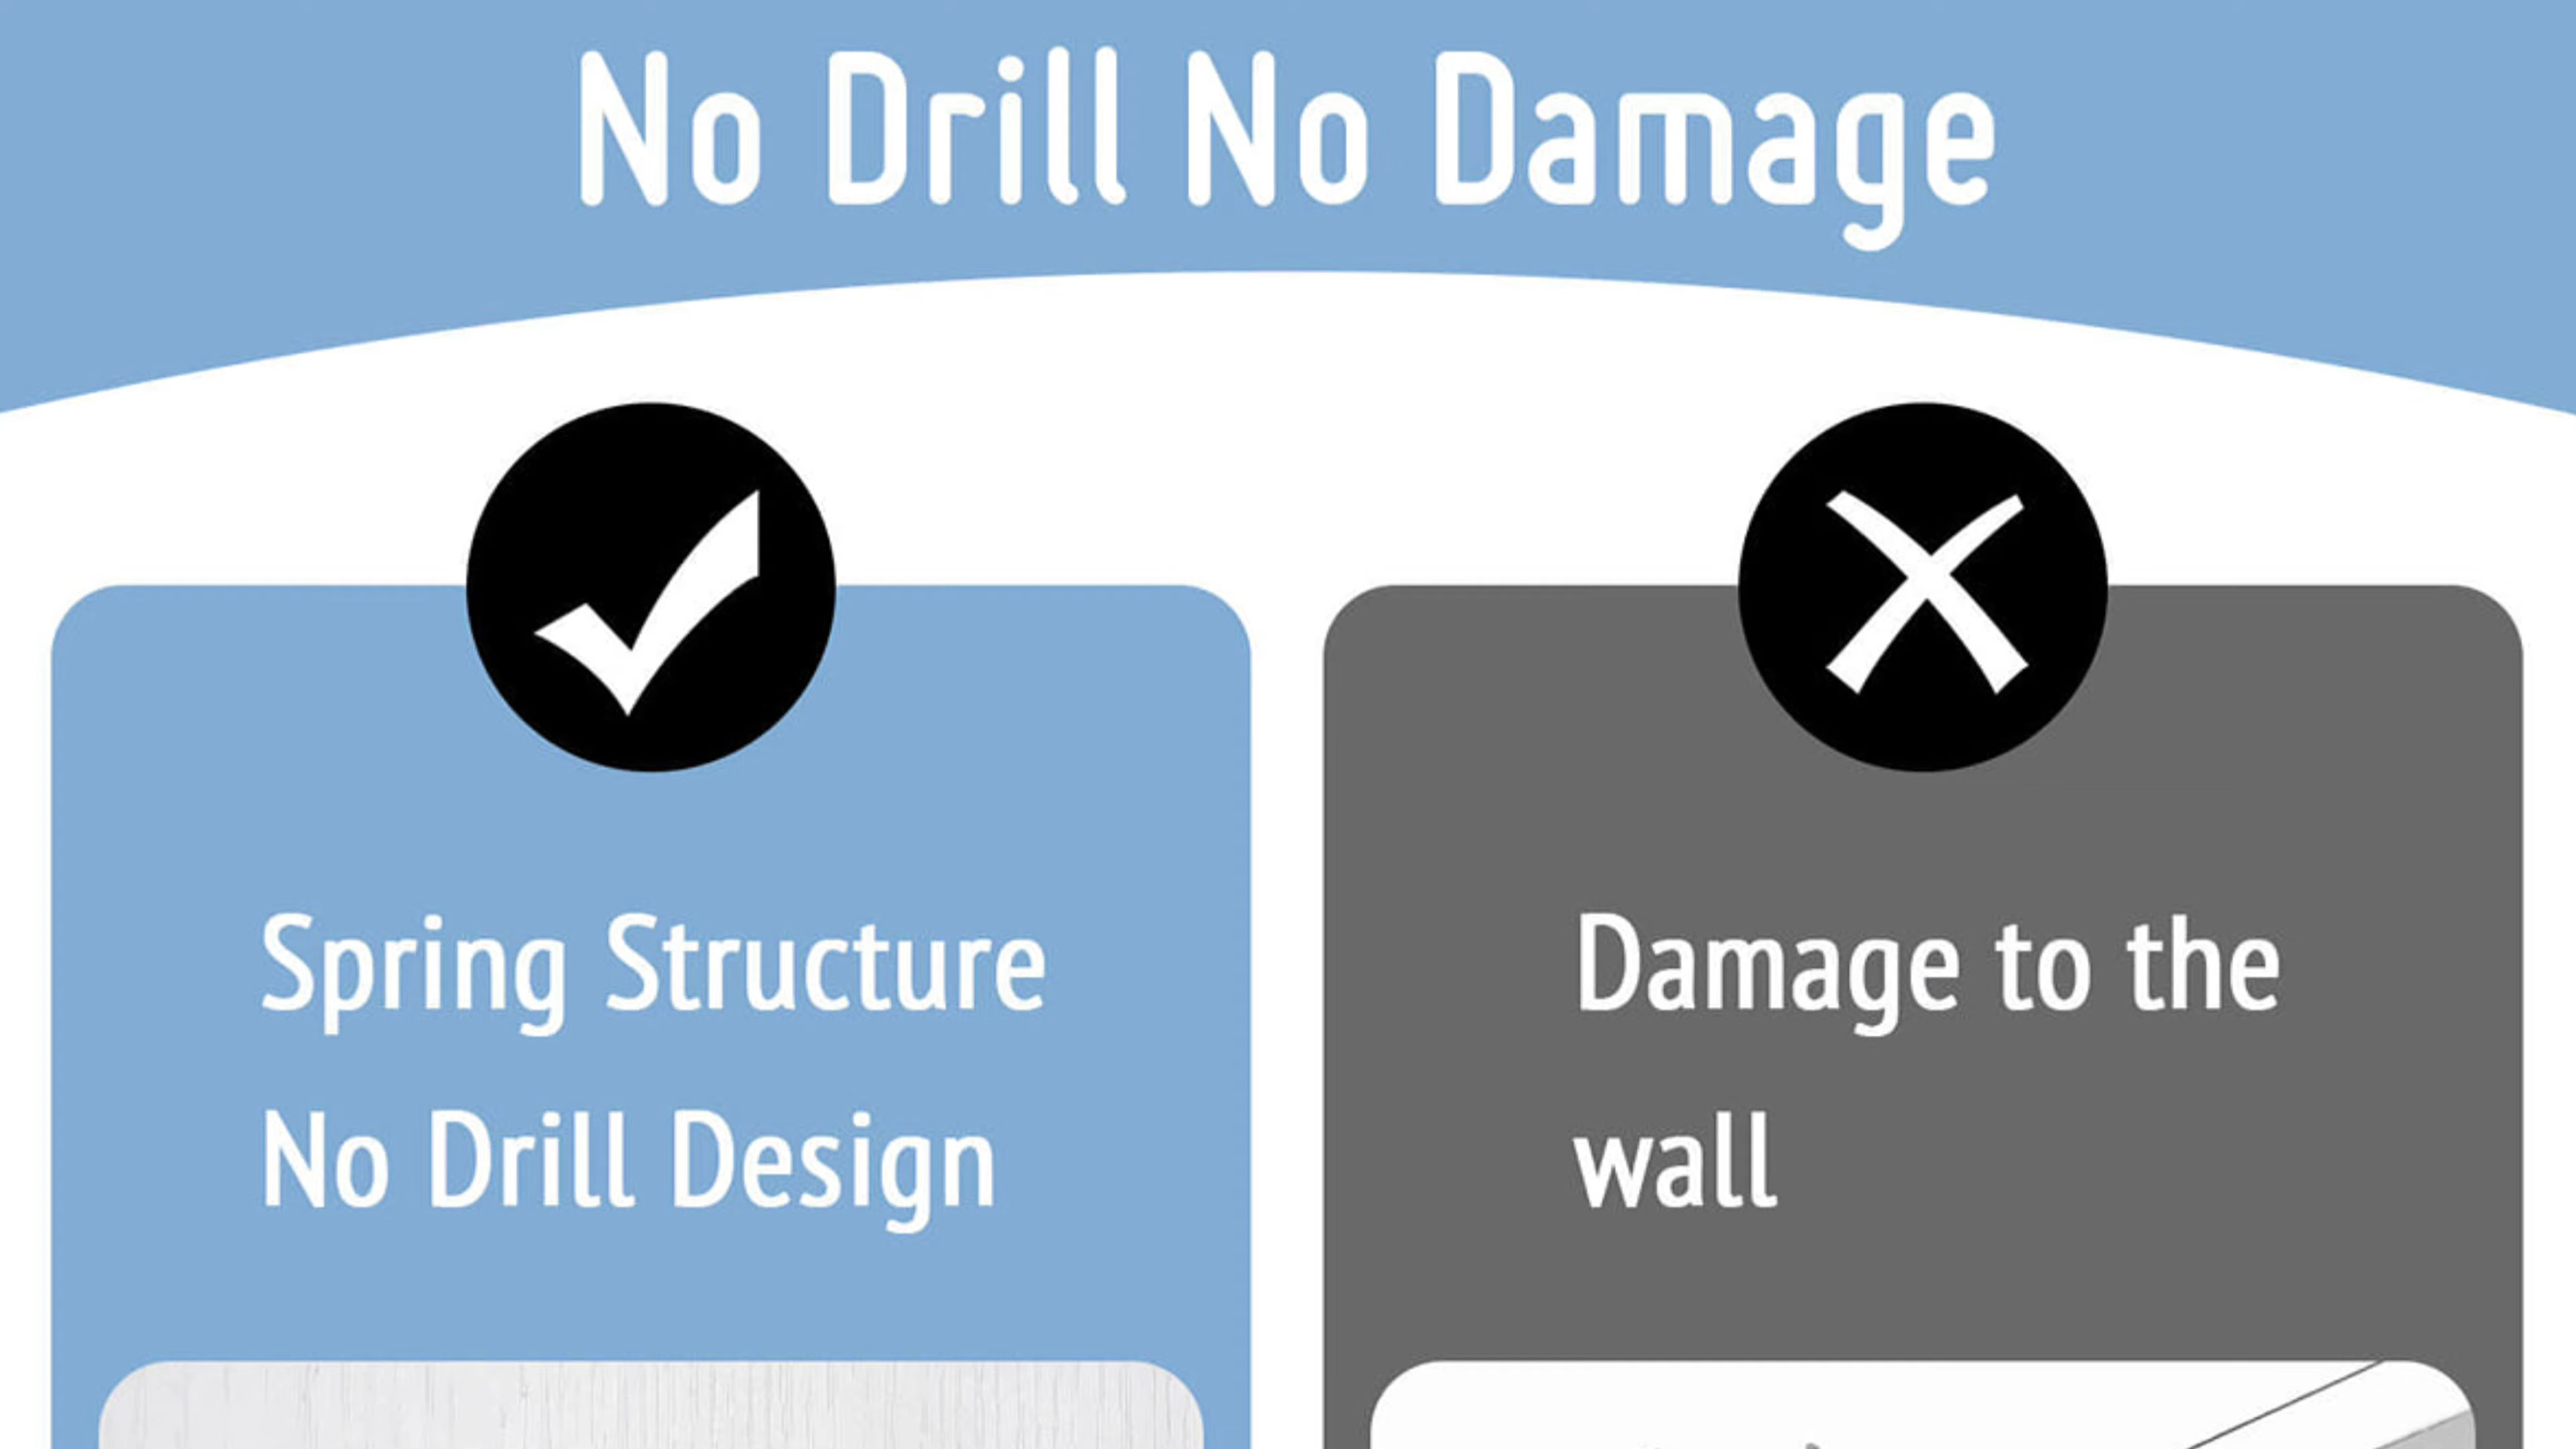 No Drill No Damage
Spring Structure
No Drill Design
Damage to the
wall